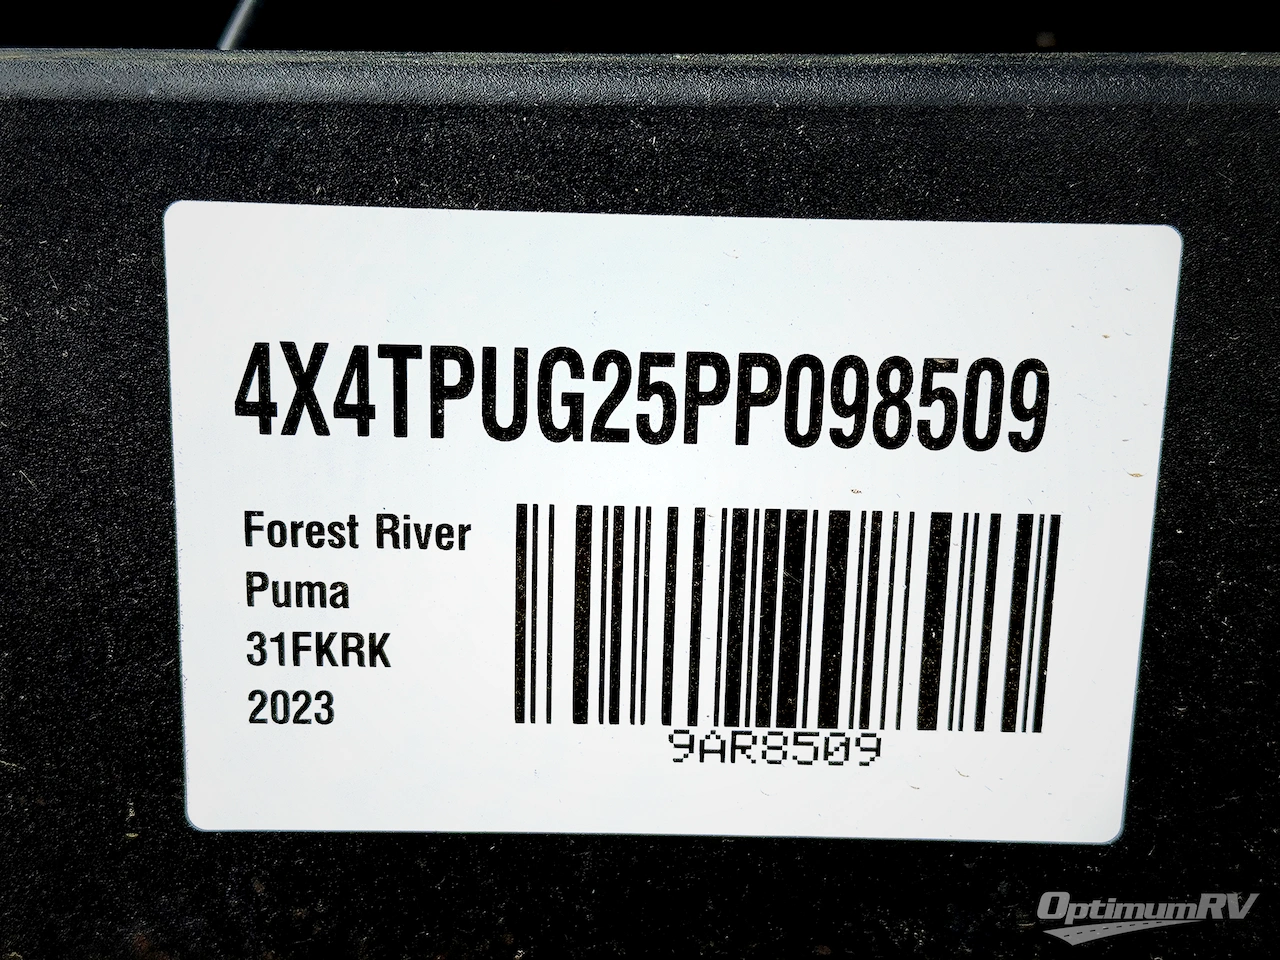 4X4TPUG25PP098509
Forest River
Puma
31FKRK
2023
9AR8509
OptimumRV